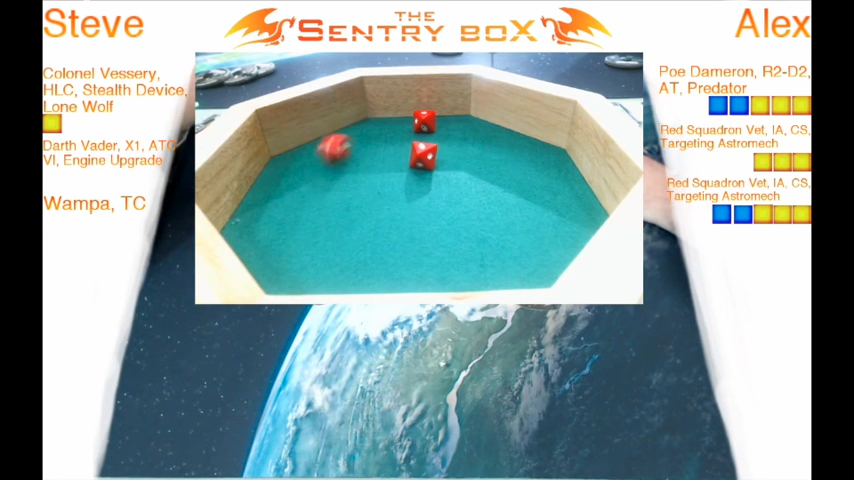 Steve
THE
SENTRY BOX
Alex
Colonel Vessery,
HLC, Stealth Device,
Lone Wolf
Darth Vader, X1, ATC
VI, Engine Upgrade
Wampa, TC
Poe Dameron, R2-D2,
AT, Predator
Red Squadron Vet, IA, CS,
Targeting Astromech
Red Squadron Vet, IA, CS,
Targeting Astromech